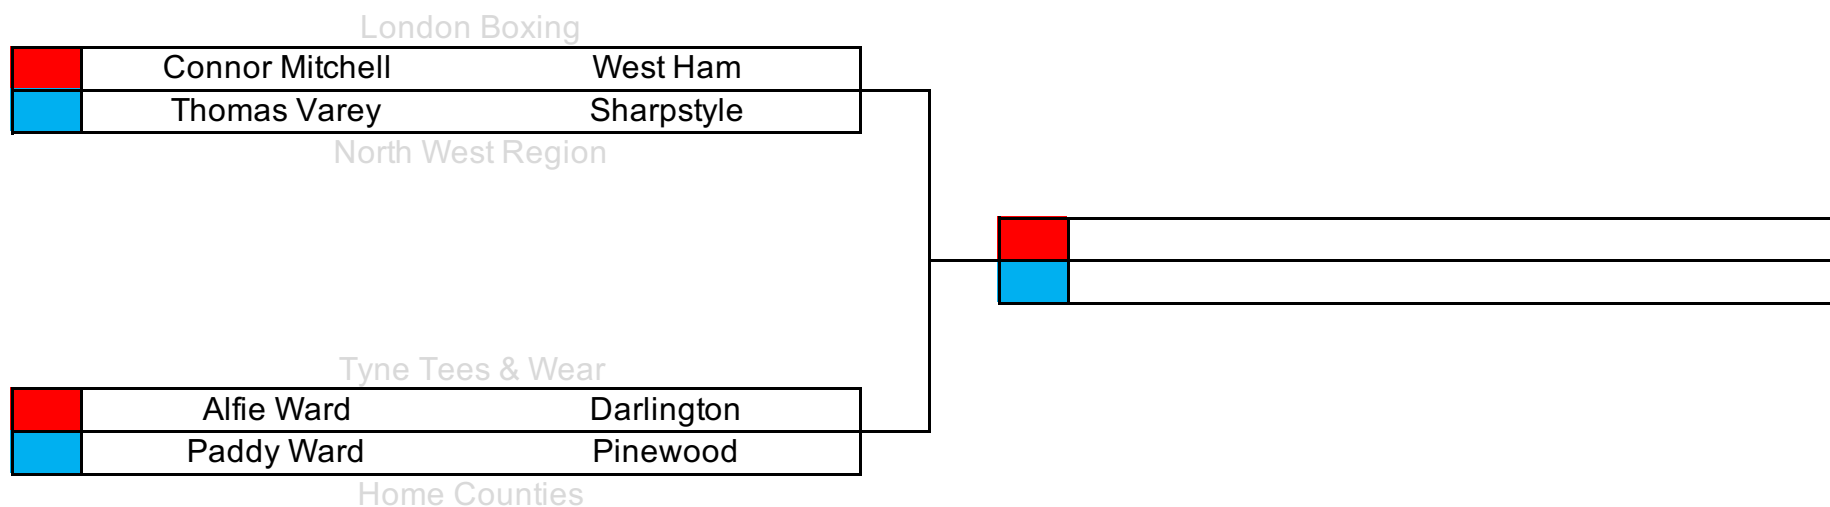 London Boxing
Connor Mitchell West Ham
Thomas Varey Sharpstyle
North West Region
Tyne Tees & Wear
Alfie Ward Darlington
Paddy Ward Pinewood
Home Counties